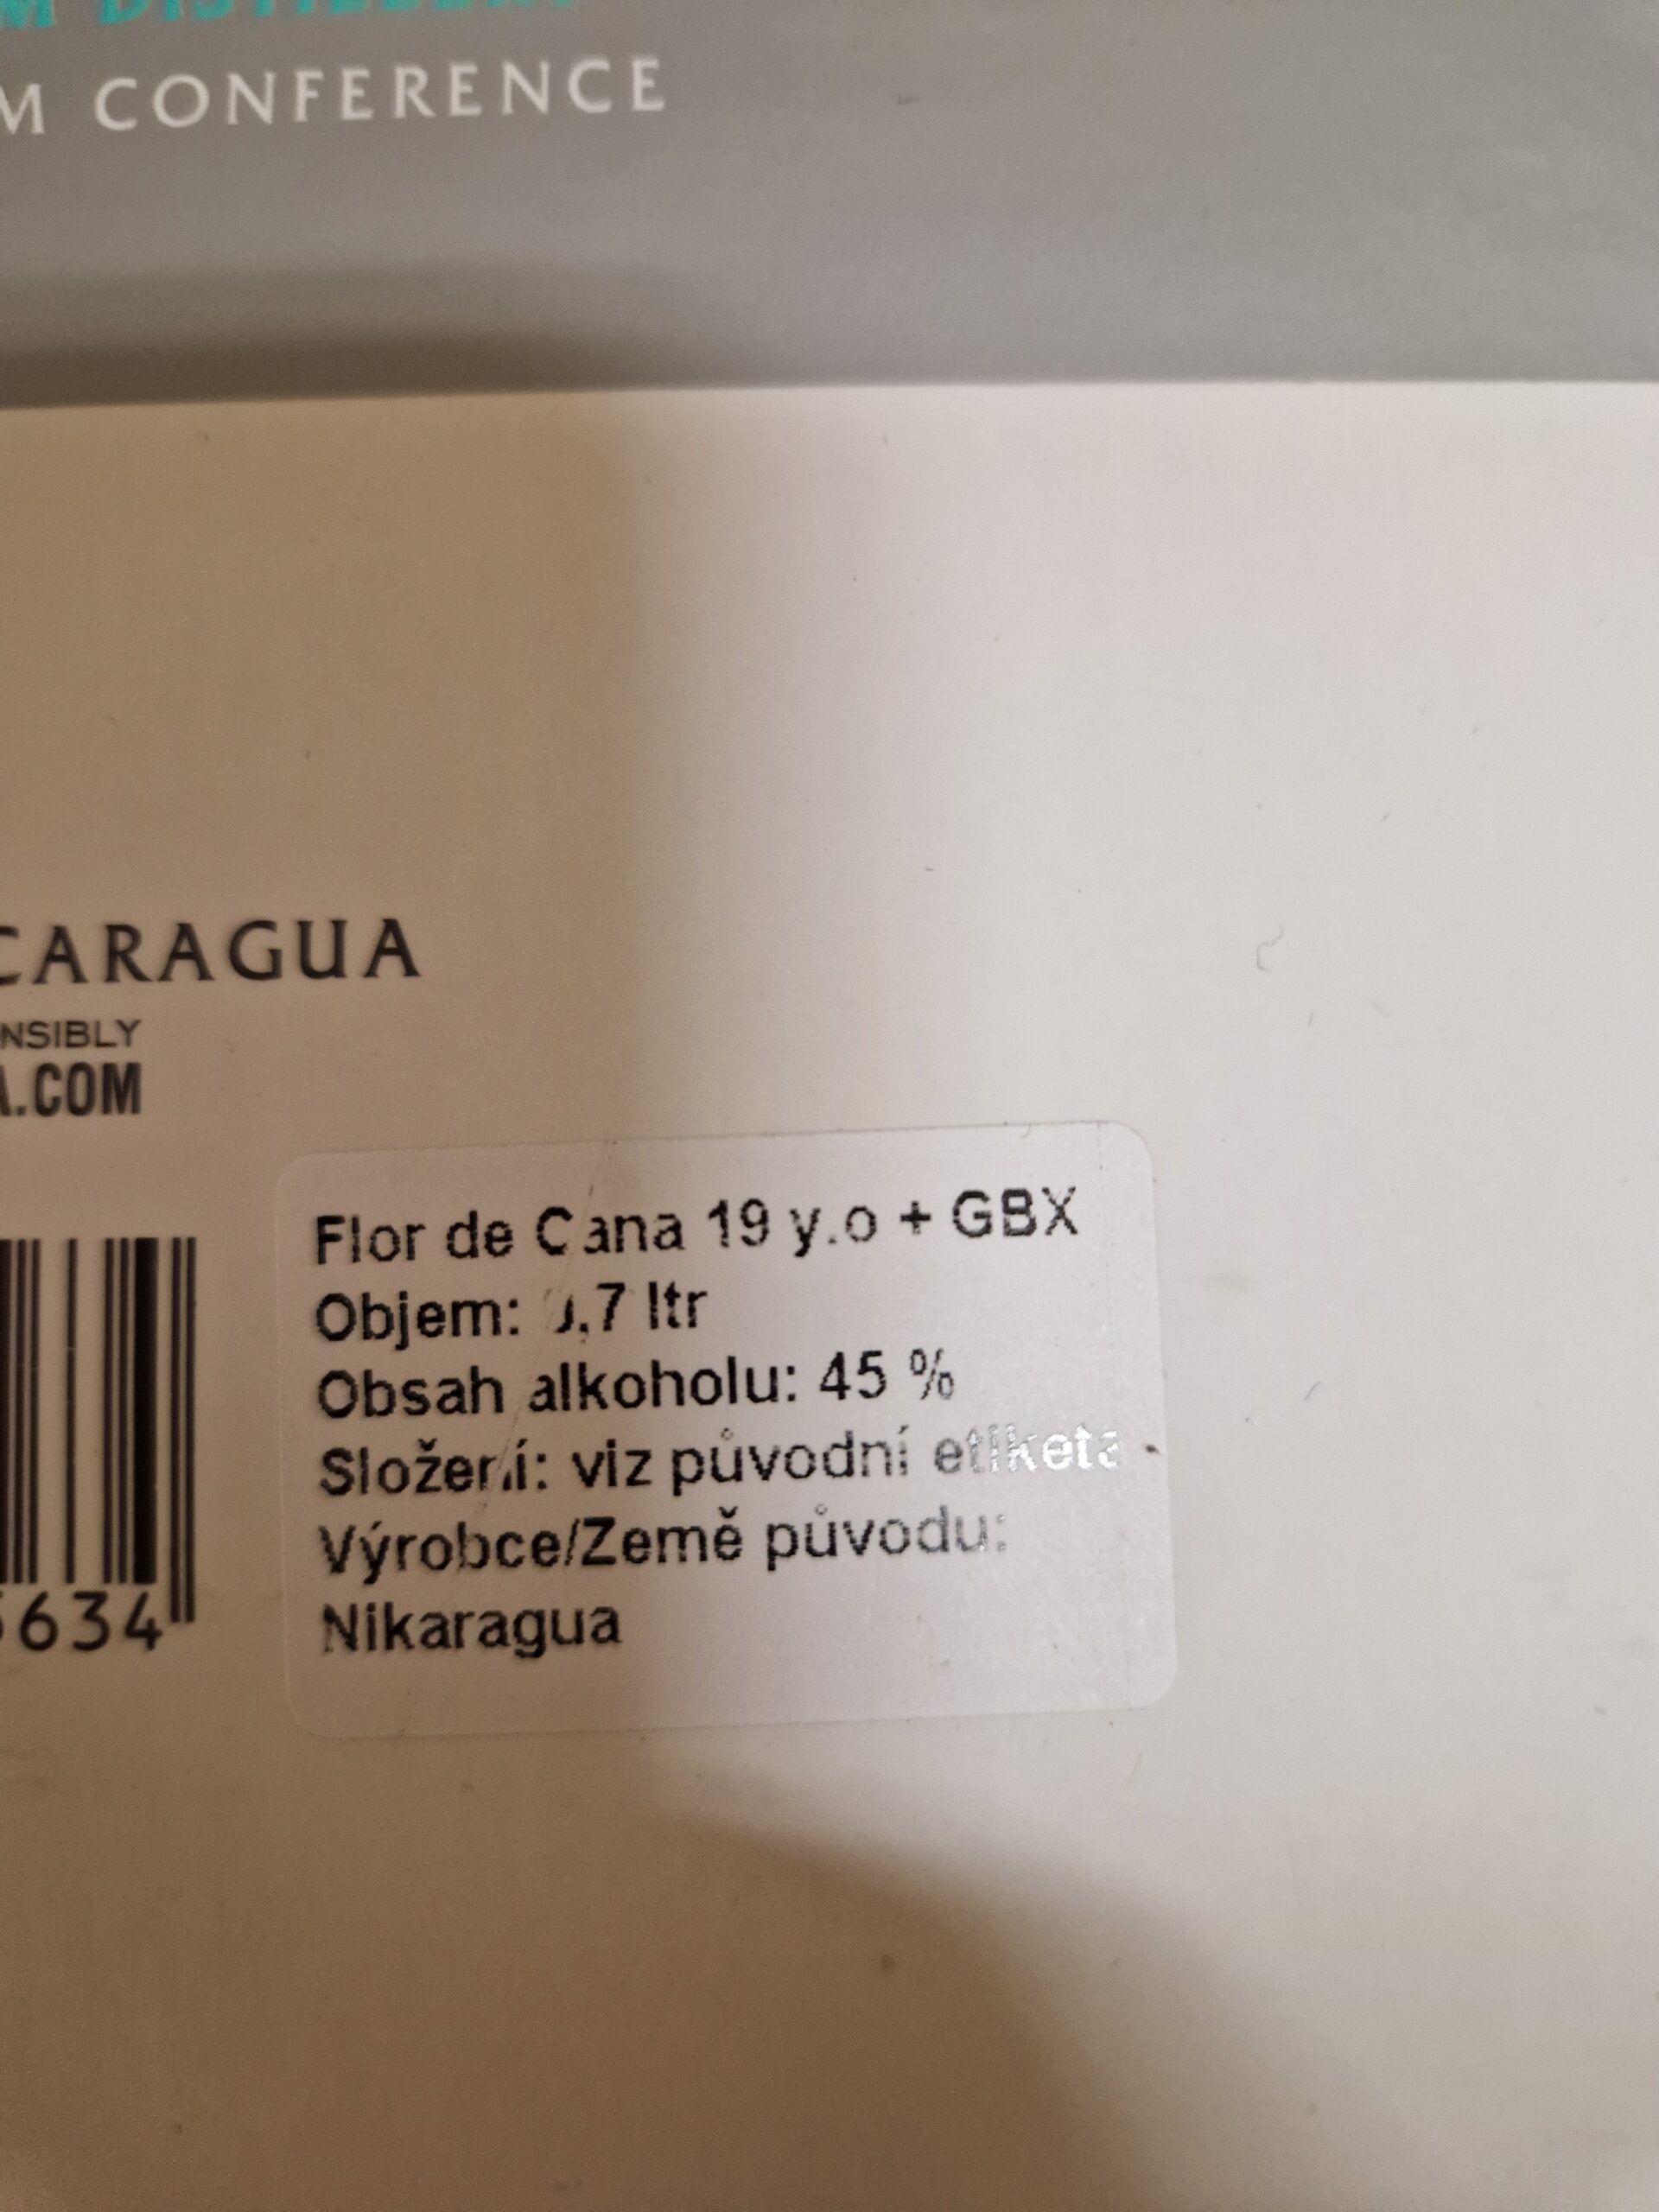 M CONFERENCE
CARAGUA
NSIBLY
A.COM
634
Flor de Cana 19 y.o + GBX
Objem: 0,7 ltr
Obsah alkoholu: 45 %
Složení: viz původní etiketa
Výrobce/Země původu:
Nikaragua